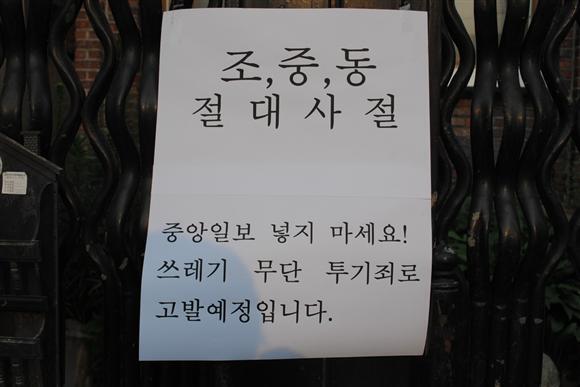 조,중,동
절 대 사 절
중앙일보 넣지 마세요!
쓰레기 무단 투기죄로
고발예정입니다.